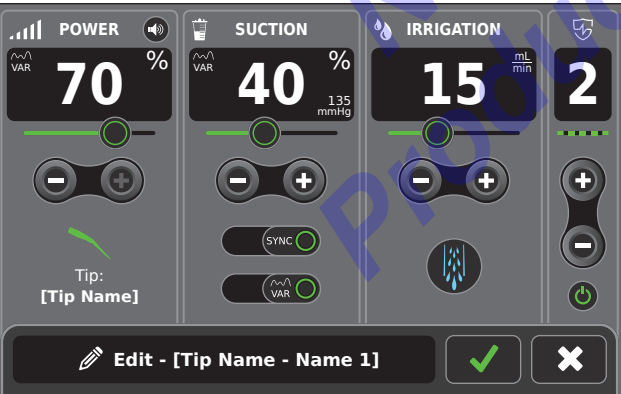 POWER
VAR
70
%
Tip:
[Tip Name]
SUCTION
VAR
40
%
135
mmHg
SYNC
VAR
IRRIGATION
15
mL
min
2
Edit - [Tip Name - Name 1]